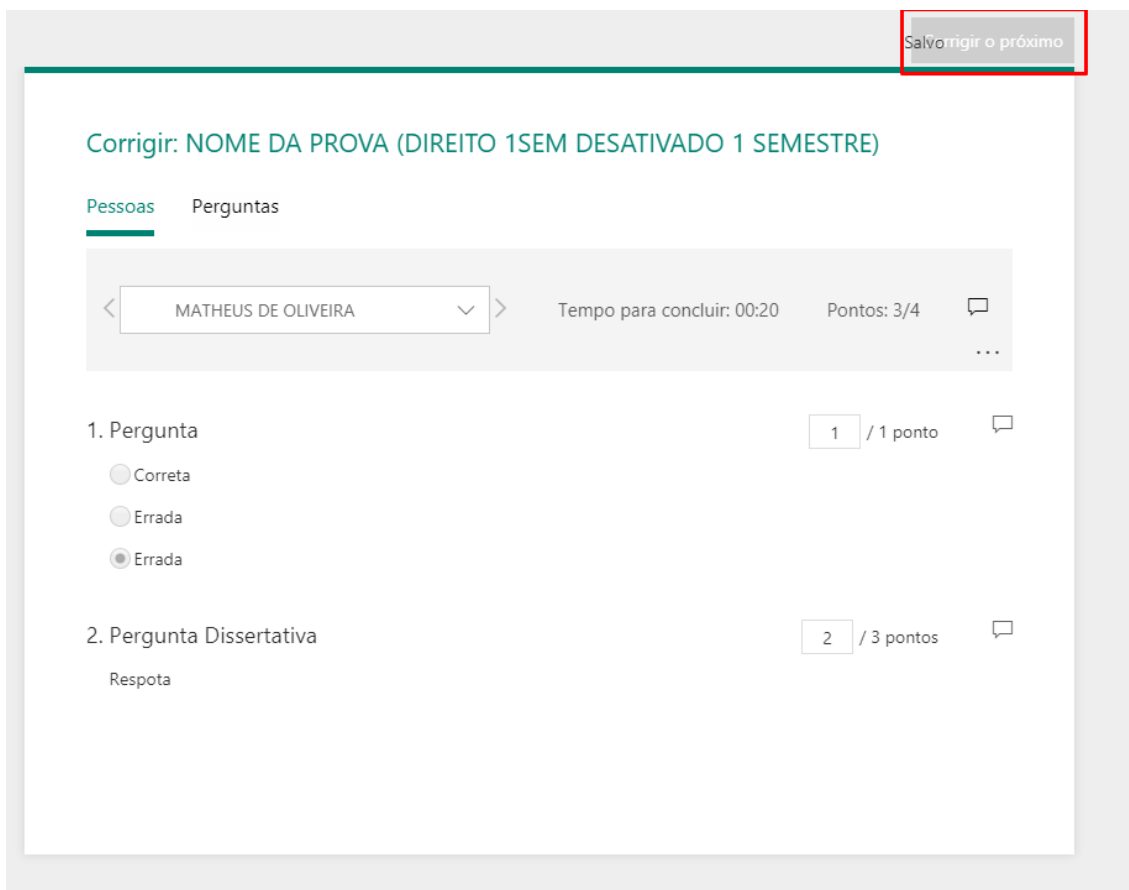 Salvo
Corrigir o próximo
Corrigir: NOME DA PROVA (DIREITO 1SEM DESATIVADO 1 SEMESTRE)
Pessoas Perguntas
MATHEUS DE OLIVEIRA Tempo para concluir: 00:20 Pontos: 3/4
...
1. Pergunta 1 / 1 ponto
Correta
Errada
Errada
2. Pergunta Dissertativa 2 / 3 pontos
Respota